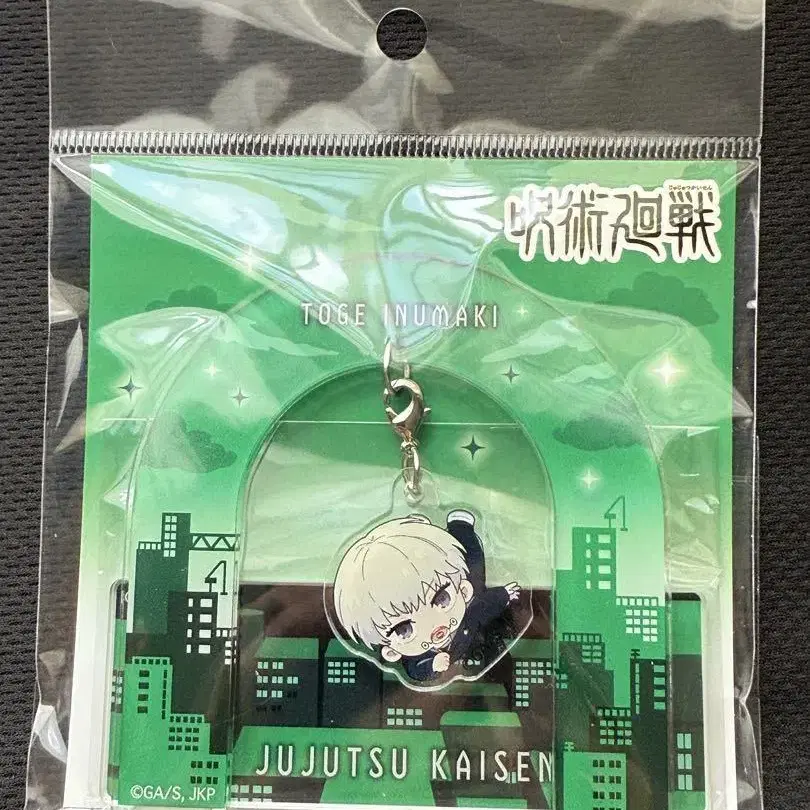 じゅじゅつかいせん
呪術廻戦
TOGE INUMAKI
JUJUTSU KAISEN
©GA/S, JKP